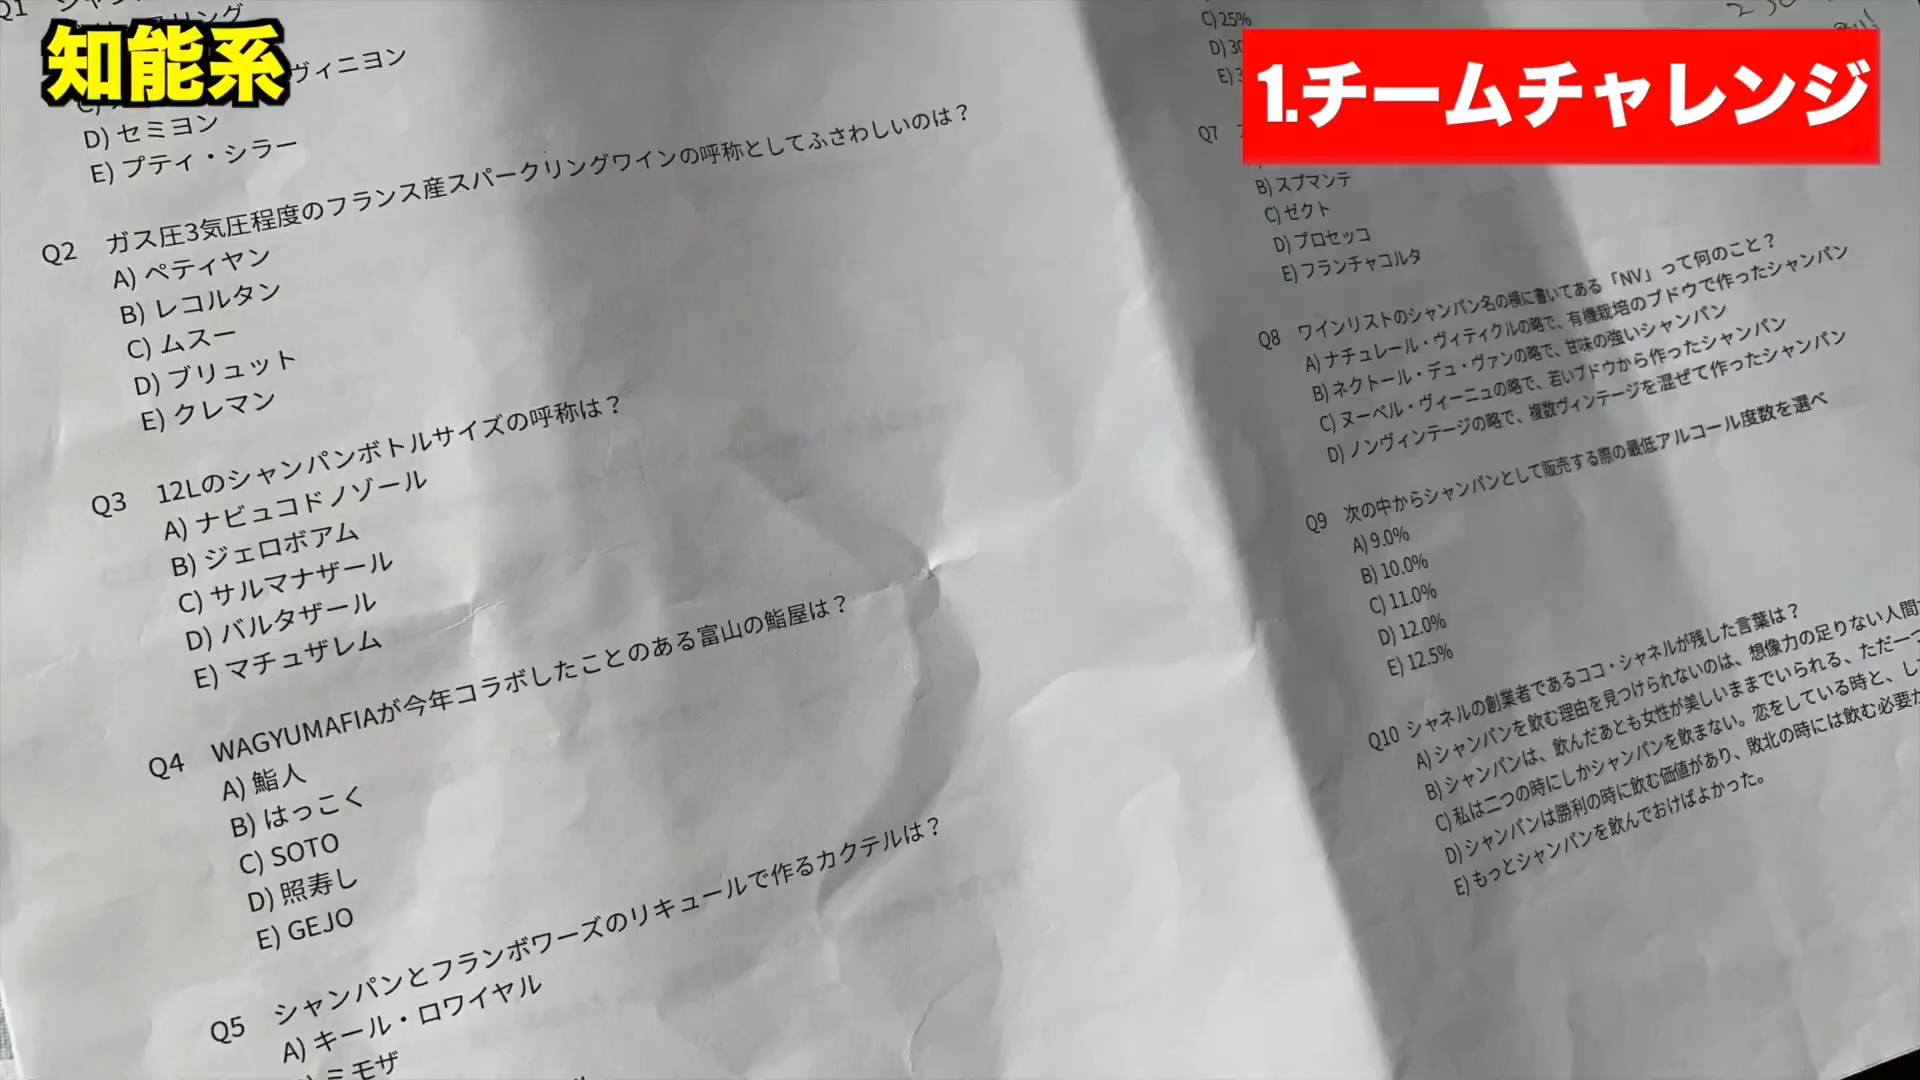 知能系
1.チームチャレンジ
Q1
ヴィニヨン
D) セミヨン
E) プティ・シラー
Q2 ガス圧3気圧程度のフランス産スパークリングワインの呼称としてふさわしいのは？
A) ペティヤン
B) レコルタン
C) ムスー
D) ブリュット
E) クレマン
Q3 12Lのシャンパンボトルサイズの呼称は？
A) ナビュコドノゾール
B) ジェロボアム
C) サルマナザール
D) バルタザール
E) マチュザレム
Q4 WAGYUMAFIAが今年コラボしたことのある富山の鮨屋は？
A) 鮨人
B) はっこく
C) SOTO
D) 照寿し
E) GEJO
Q5 シャンパンとフランボワーズのリキュールで作るカクテルは？
A) キール・ロワイヤル
ミモザ
C) 25%
D) 30
E) 3
Q7
B) スプマンテ
C) ゼクト
D) プロセッコ
E) フランチャコルタ
Q8 ワインリストのシャンパン名の横に書いてある「NV」って何のこと？
A) ナチュレール・ヴィティクルの略で、有機栽培のブドウで作ったシャンパン
B) ネクトール・デュ・ヴァンの略で、甘味の強いシャンパン
C) ヌーベル・ヴィーニュの略で、若いブドウから作ったシャンパン
D) ノンヴィンテージの略で、複数ヴィンテージを混ぜて作ったシャンパン
Q9 次の中からシャンパンとして販売する際の最低アルコール度数を選べ
A) 9.0%
B) 10.0%
C) 11.0%
D) 12.0%
E) 12.5%
Q10 シャネルの創業者であるココ・シャネルが残した言葉は？
A) シャンパンを飲む理由を見つけられないのは、想像力の足りない人間
B) シャンパンは、飲んだあとも女性が美しいままでいられる、ただ一つ
C) 私は二つの時にしかシャンパンを飲まない。恋をしている時と、し
D) シャンパンは勝利の時に飲む価値があり、敗北の時には飲む必要が
E) もっとシャンパンを飲んでおけばよかった。